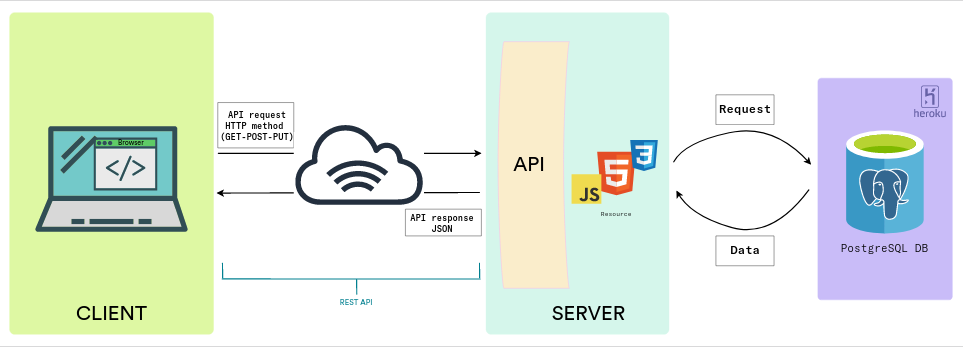 Browser
</>
CLIENT
API request
HTTP method
(GET-POST-PUT)
API response
JSON
REST API
API
JS
5
3
Resource
SERVER
Request
Data
heroku
PostgreSQL DB